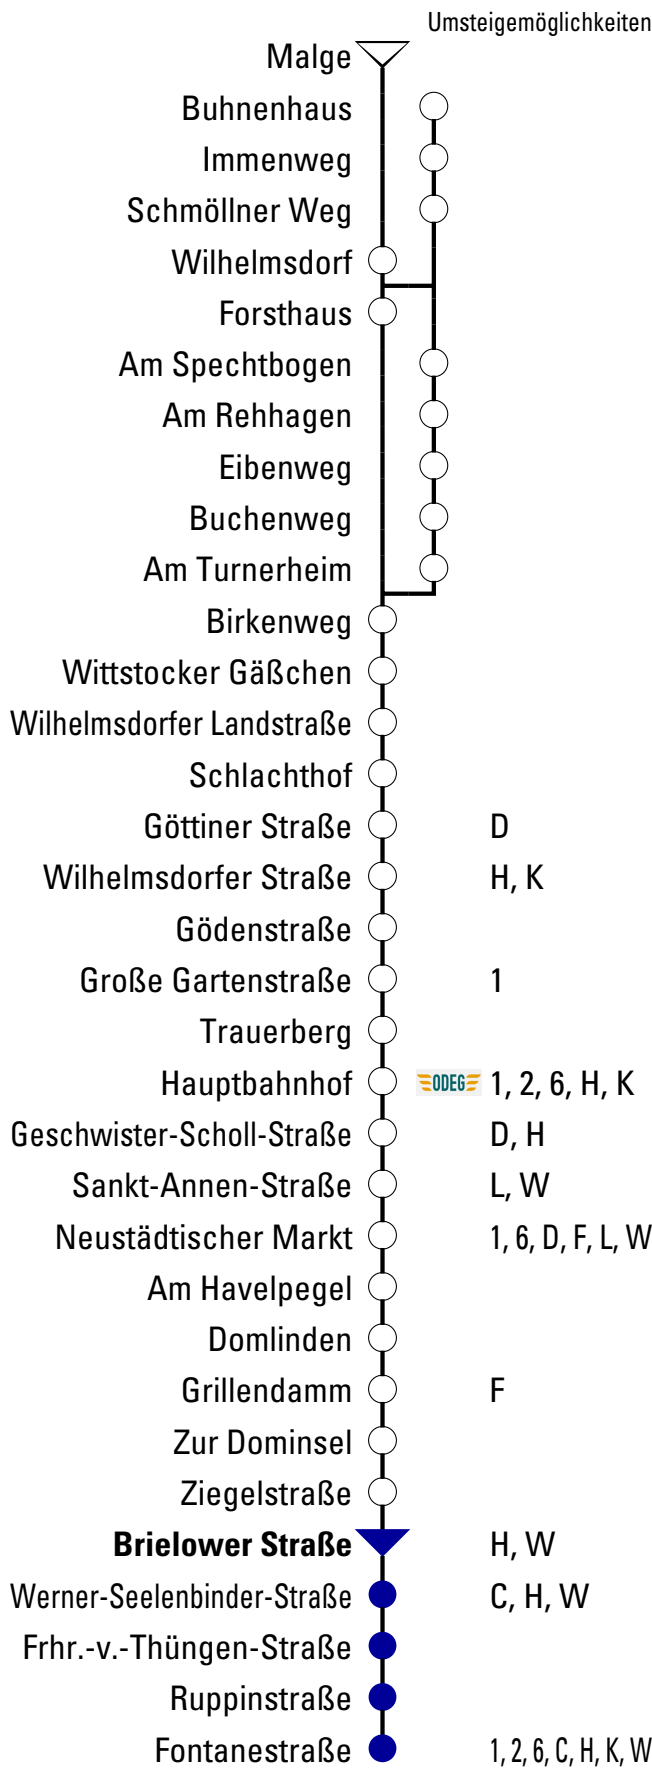 Umsteigemöglichkeiten
Malge
Buhnenhaus
Immenweg
Schmöllner Weg
Wilhelmsdorf
Forsthaus
Am Spechtbogen
Am Rehhagen
Eibenweg
Buchenweg
Am Turnerheim
Birkenweg
Wittstocker Gäßchen
Wilhelmsdorfer Landstraße
Schlachthof
Göttiner Straße D
Wilhelmsdorfer Straße H, K
Gödenstraße
Große Gartenstraße 1
Trauerberg
Hauptbahnhof ODEG 1, 2, 6, H, K
Geschwister-Scholl-Straße D, H
Sankt-Annen-Straße L, W
Neustädtischer Markt 1, 6, D, F, L, W
Am Havelpegel
Domlinden
Grillendamm F
Zur Dominsel
Ziegelstraße
Brielower Straße H, W
Werner-Seelenbinder-Straße C, H, W
Frhr.-v.-Thüngen-Straße
Ruppinstraße
Fontanestraße 1, 2, 6, C, H, K, W